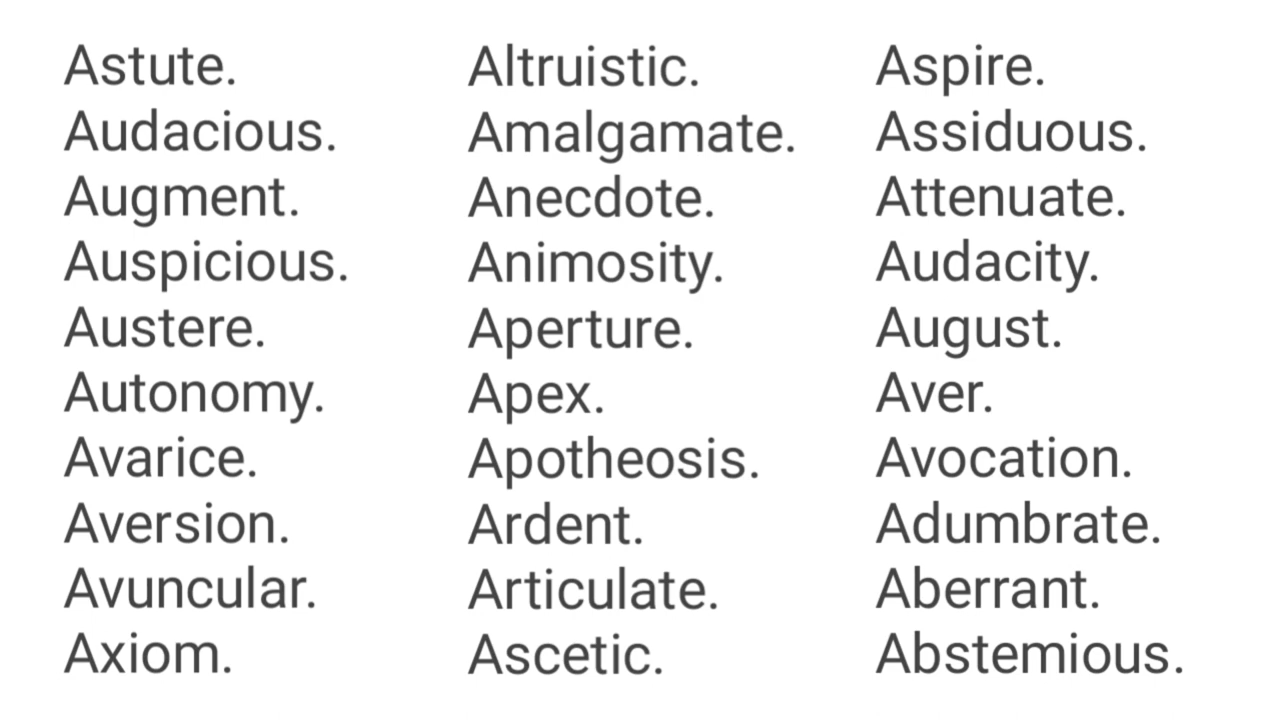 Astute.
Audacious.
Augment.
Auspicious.
Austere.
Autonomy.
Avarice.
Aversion.
Avuncular.
Axiom.
Altruistic.
Amalgamate.
Anecdote.
Animosity.
Aperture.
Apex.
Apotheosis.
Ardent.
Articulate.
Ascetic.
Aspire.
Assiduous.
Attenuate.
Audacity.
August.
Aver.
Avocation.
Adumbrate.
Aberrant.
Abstemious.